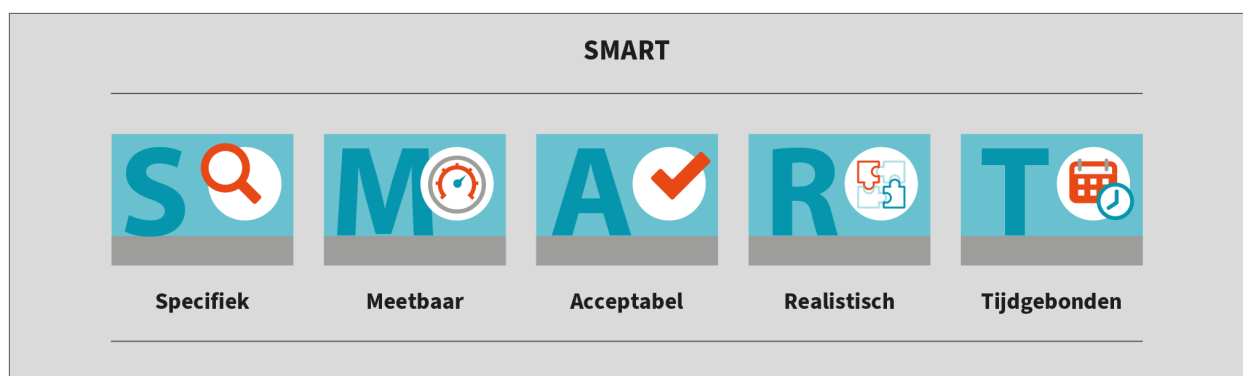 SMART
S M A R T
Specifiek Meetbaar Acceptabel Realistisch Tijdgebonden